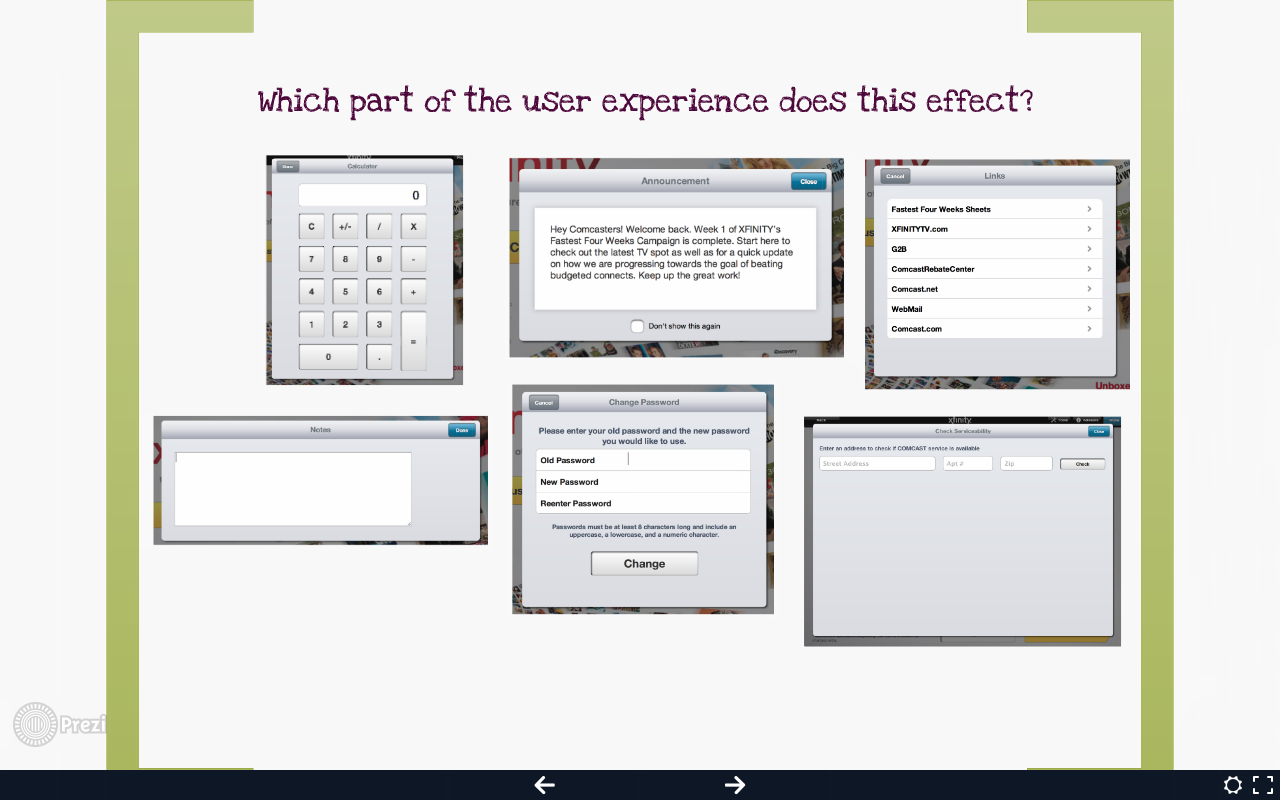 Which part of the user experience does this effect?
Done
Calculator
0
C +/- / X
7 8 9 -
4 5 6 +
1 2 3
0 . =
Announcement
Close
Hey Comcasters! Welcome back. Week 1 of XFINITY's
Fastest Four Weeks Campaign is complete. Start here to
check out the latest TV spot as well as for a quick update
on how we are progressing towards the goal of beating
budgeted connects. Keep up the great work!
Don't show this again
Cancel
Links
Fastest Four Weeks Sheets
XFINITYTV.com
G2B
ComcastRebateCenter
Comcast.net
WebMail
Comcast.com
Unboxe
Notes
Done
Cancel
Change Password
Please enter your old password and the new password
you would like to use.
Old Password
New Password
Reenter Password
Passwords must be at least 8 characters long and include an
uppercase, a lowercase, and a numeric character.
Change
xfinity
Check Serviceability
Close
Enter an address to check if COMCAST service is available
Street Address
Apt #
Zip
Check
Prezi